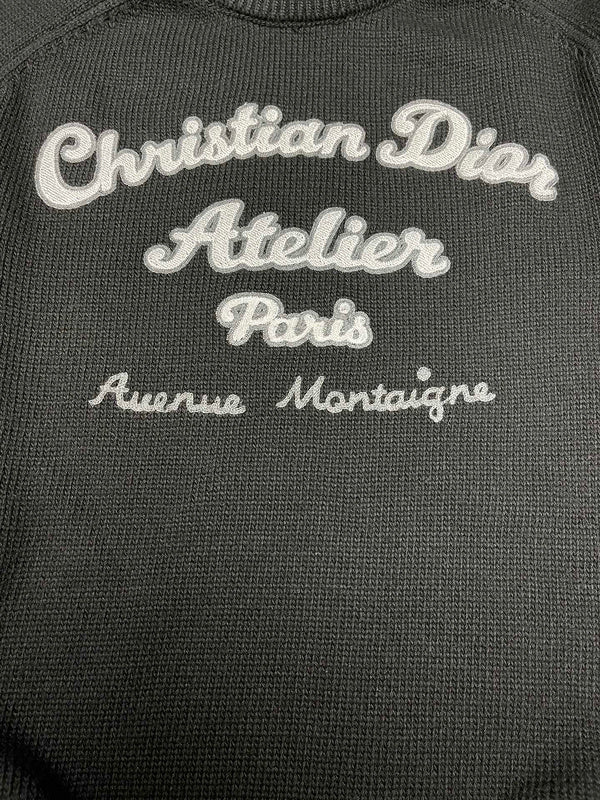 Christian Dior
Atelier
Paris
Avenue Montaigne